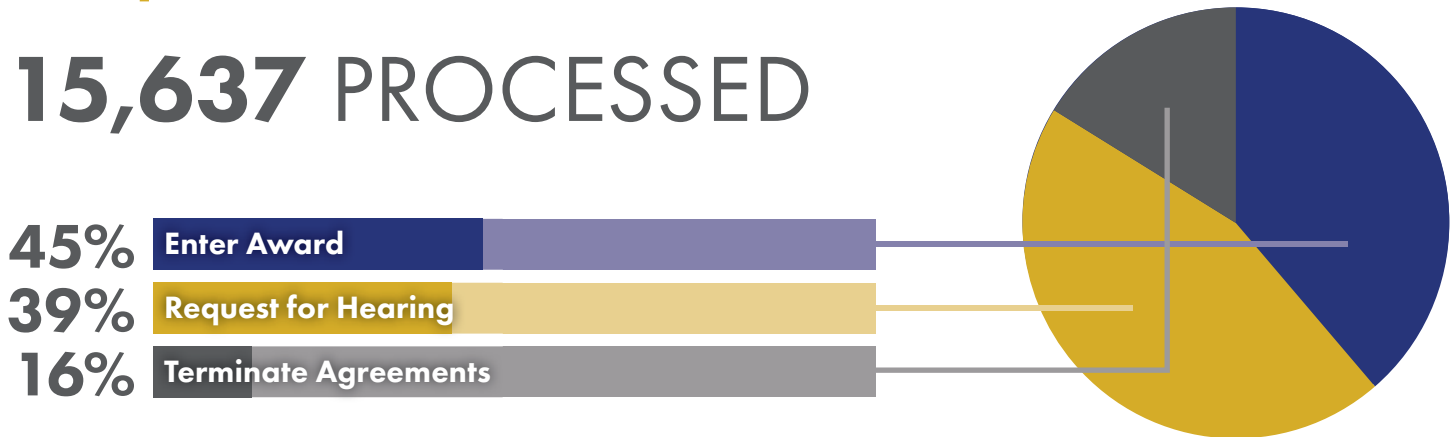 15,637 PROCESSED
45% Enter Award
39% Request for Hearing
16% Terminate Agreements